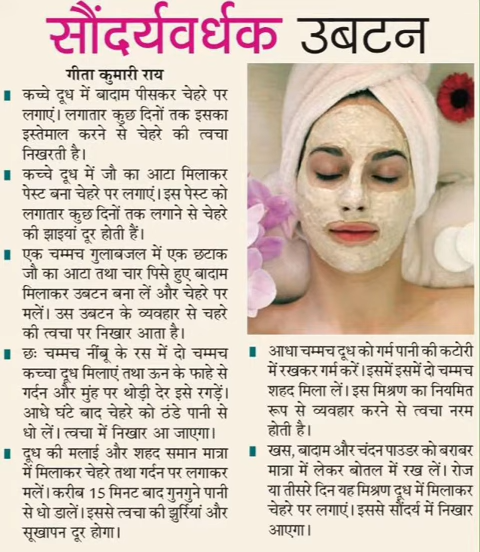 सौंदर्यवर्धक उबटन
गीता कुमारी राय
कच्चे दूध में बादाम पीसकर चेहरे पर
लगाएं। लगातार कुछ दिनों तक इसका
इस्तेमाल करने से चेहरे की त्वचा
निखरती है।
कच्चे दूध में जौ का आटा मिलाकर
पेस्ट बना चेहरे पर लगाएं। इस पेस्ट को
लगातार कुछ दिनों तक लगाने से चेहरे
की झाइयां दूर होती हैं।
एक चम्मच गुलाबजल में एक छटाक
जौ का आटा तथा चार पिसे हुए बादाम
मिलाकर उबटन बना लें और चेहरे पर
मलें। उस उबटन के व्यवहार से चहरे
की त्वचा पर निखार आता है।
छः चम्मच नींबू के रस में दो चम्मच
कच्चा दूध मिलाएं तथा ऊन के फाहे से
गर्दन और मुंह पर थोड़ी देर इसे रगड़ें।
आधे घंटे बाद चेहरे को ठंडे पानी से
धो लें। त्वचा में निखार आ जाएगा।
दूध की मलाई और शहद समान मात्रा
में मिलाकर चेहरे तथा गर्दन पर लगाकर
मलें। करीब 15 मिनट बाद गुनगुने पानी
से धो डालें। इससे त्वचा की झुर्रियां और
सूखापन दूर होगा।
आधा चम्मच दूध को गर्म पानी की कटोरी
में रखकर गर्म करें। इसमें इसमें दो चम्मच
शहद मिला लें। इस मिश्रण का नियमित
रूप से व्यवहार करने से त्वचा नरम
होती है।
खस, बादाम और चंदन पाउडर को बराबर
मात्रा में लेकर बोतल में रख लें। रोज
या तीसरे दिन यह मिश्रण दूध में मिलाकर
चेहरे पर लगाएं। इससे सौंदर्य में निखार
आएगा।